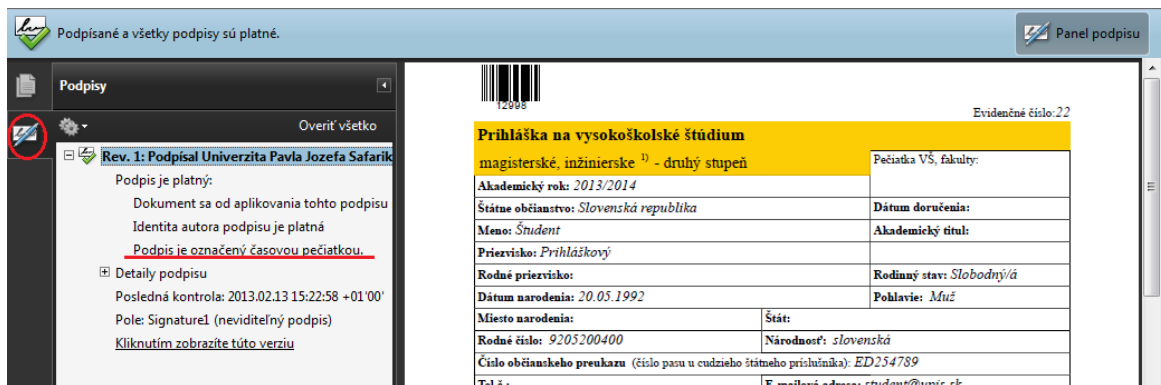 Podpísané a všetky podpisy sú platné.
Panel podpisu
Podpisy
Overiť všetko
Rev. 1: Podpísal Univerzita Pavla Jozefa Safarik
Podpis je platný:
Dokument sa od aplikovania tohto podpisu
Identita autora podpisu je platná
Podpis je označený časovou pečiatkou.
Detaily podpisu
Posledná kontrola: 2013.02.13 15:22:58 +01'00'
Pole: Signature1 (neviditeľný podpis)
Kliknutím zobrazíte túto verziu
12998
Evidenčné číslo:22
Prihláška na vysokoškolské štúdium
magisterské, inžinierske 1) - druhý stupeň
Pečiatka VŠ, fakulty:
Akademický rok: 2013/2014
Štátne občianstvo: Slovenská republika
Dátum doručenia:
Meno: Študent
Akademický titul:
Priezvisko: Prihláškový
Rodné priezvisko:
Rodinný stav: Slobodný/á
Dátum narodenia: 20.05.1992
Pohlavie: Muž
Miesto narodenia:
Štát:
Rodné číslo: 9205200400
Národnosť: slovenská
Číslo občianskeho preukazu (číslo pasu u cudzieho štátneho príslušníka): ED254789
Tel.č.:
E-mailová adresa: student@upjs.sk